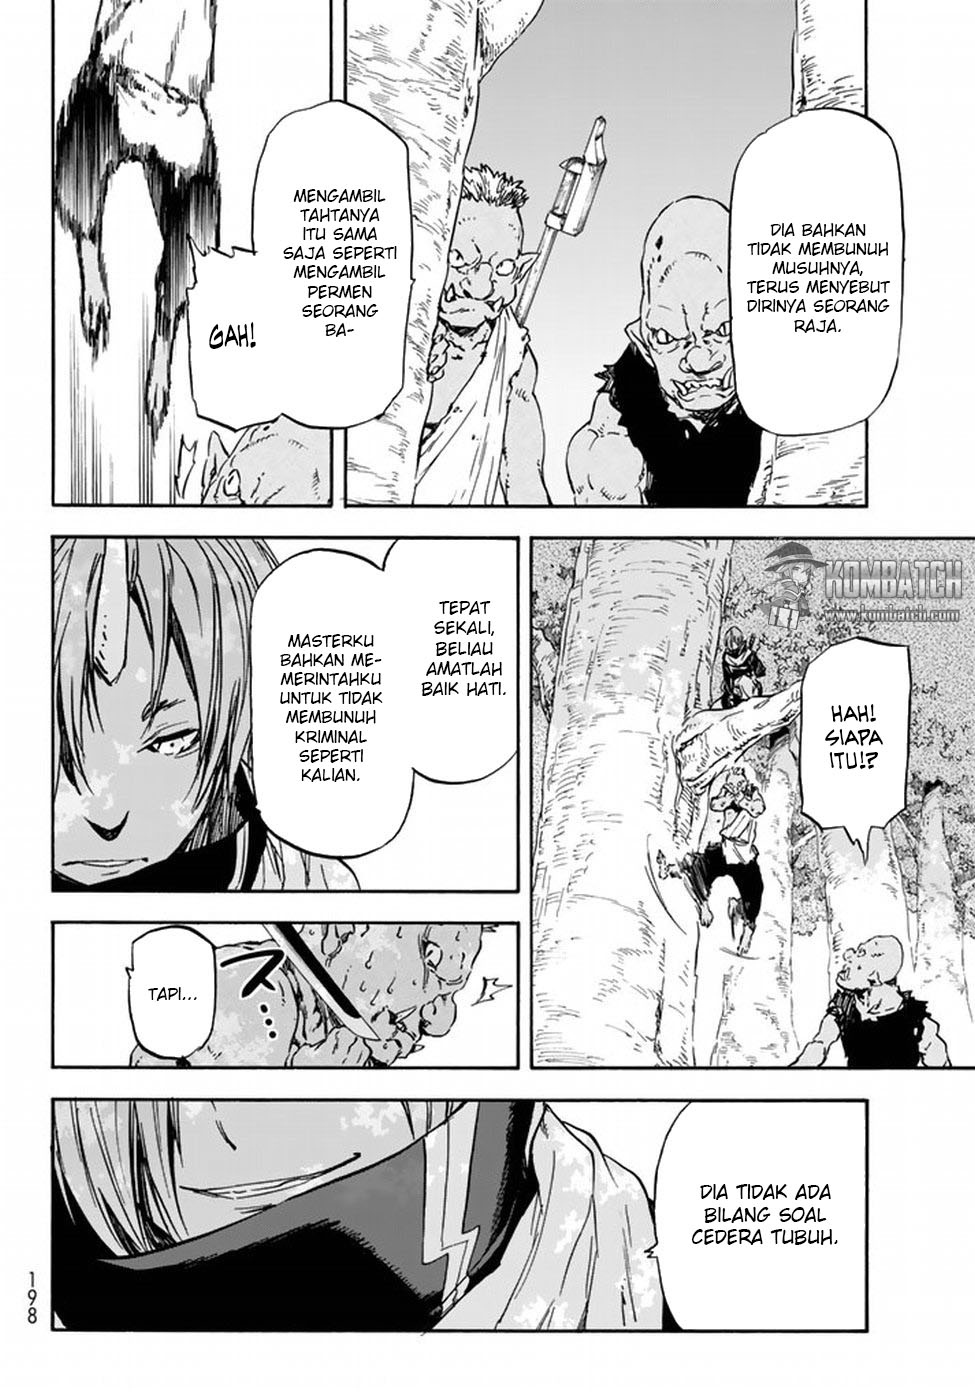 DIA BAHKAN
TIDAK MEMBUNUH
MUSUHNYA,
TERUS MENYEBUT
DIRINYA SEORANG
RAJA.
MENGAMBIL
TAHTANYA
ITU SAMA
SAJA SEPERTI
MENGAMBIL
PERMEN
SEORANG
BA-
GAH!
KOMBATCH
www.komibatch.com
HAH!
SIAPA
ITU!?
TEPAT
SEKALI,
BELIAU
AMATLAH
BAIK HATI.
MASTERKU
BAHKAN ME-
MERINTAHKU
UNTUK TIDAK
MEMBUNUH
KRIMINAL
SEPERTI
KALIAN.
TAPI...
DIA TIDAK ADA
BILANG SOAL
CEDERA TUBUH.
198